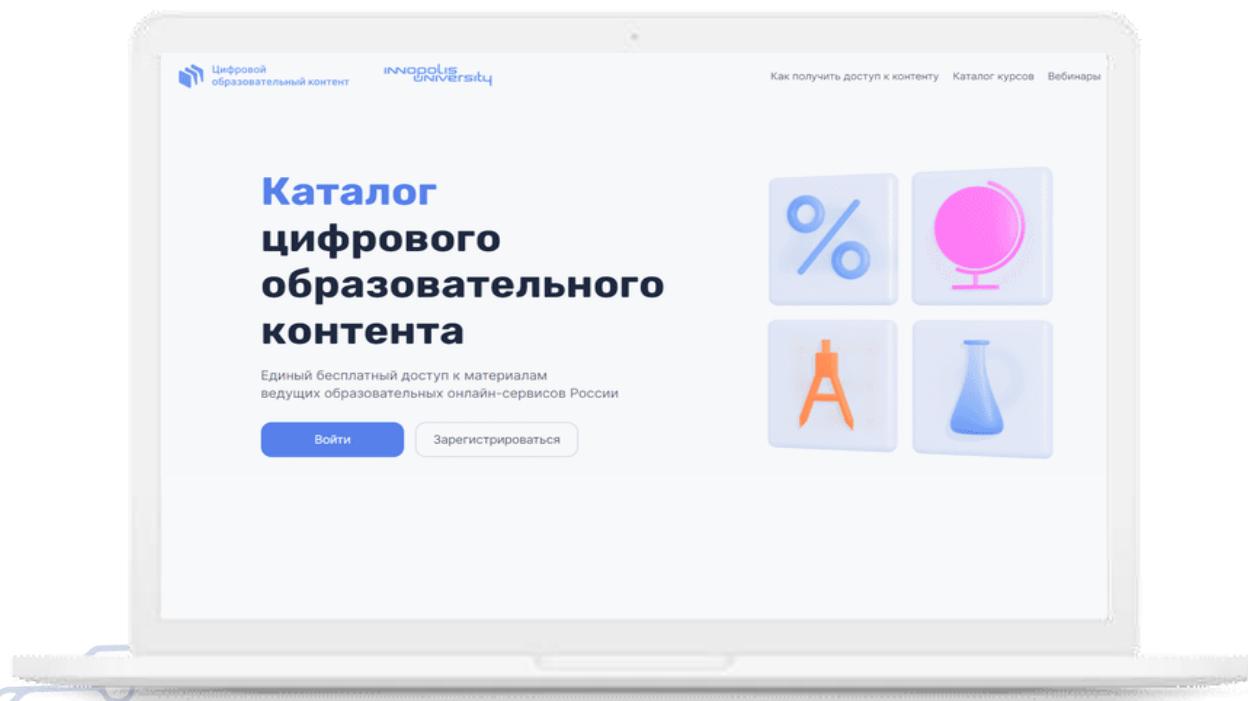 Цифровой
образовательный контент
INNOPOLIS
UNIVERSITY
Как получить доступ к контенту Каталог курсов Вебинары
Каталог
цифрового
образовательного
контента
Единый бесплатный доступ к материалам
ведущих образовательных онлайн-сервисов России
Войти Зарегистрироваться